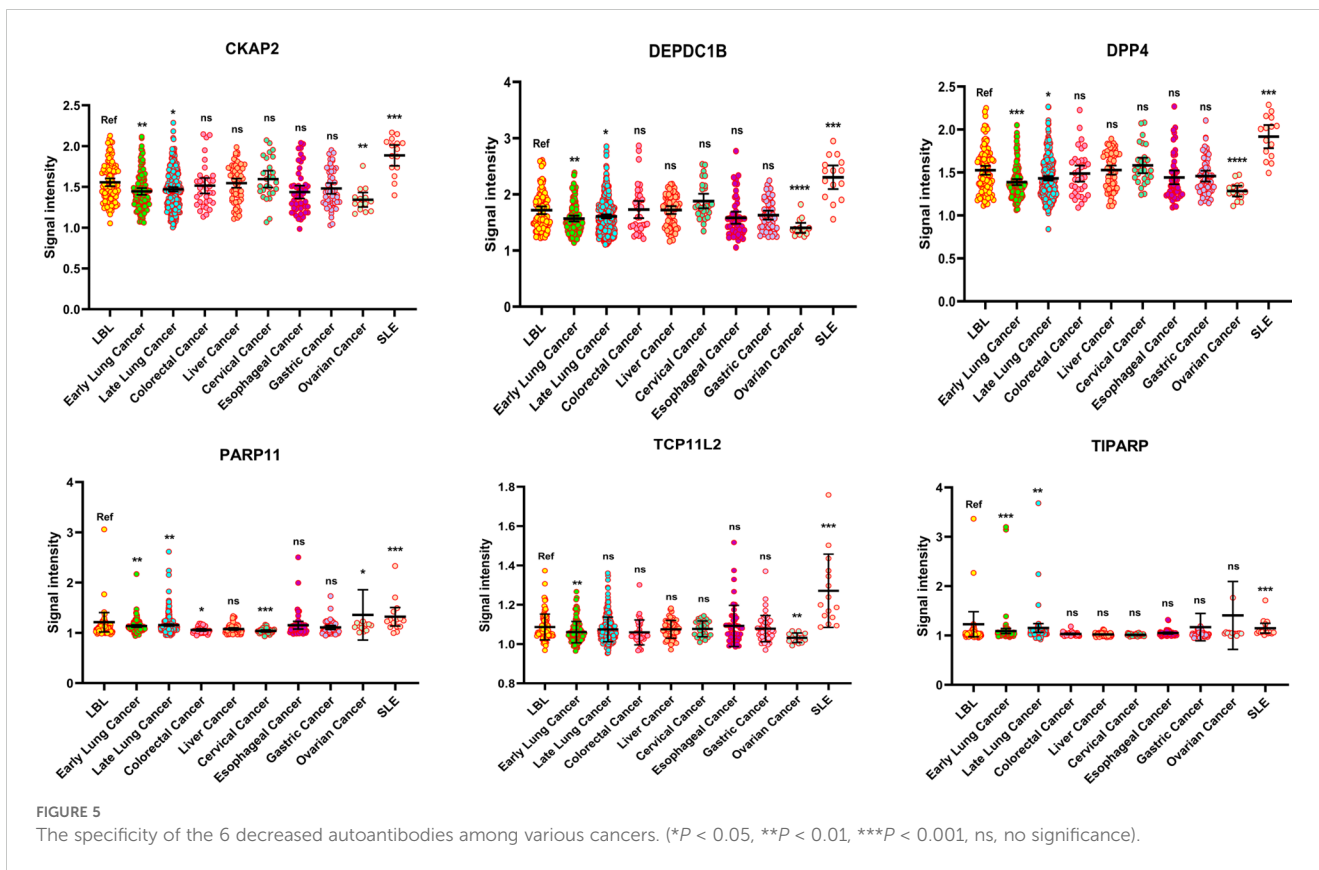 CKAP2
Signal intensity
2.5
2.0
1.5
1.0
0.5
0.0
Ref
**
*
ns
ns
ns
ns
ns
**
***
LBL
Early Lung Cancer
Late Lung Cancer
Colorectal Cancer
Liver Cancer
Cervical Cancer
Esophageal Cancer
Gastric Cancer
Ovarian Cancer
SLE
DEPDC1B
Signal intensity
4
3
2
1
0
Ref
**
*
ns
ns
ns
ns
ns
****
***
LBL
Early Lung Cancer
Late Lung Cancer
Colorectal Cancer
Liver Cancer
Cervical Cancer
Esophageal Cancer
Gastric Cancer
Ovarian Cancer
SLE
DPP4
Signal intensity
2.5
2.0
1.5
1.0
0.5
0.0
Ref
***
*
ns
ns
ns
ns
ns
****
***
LBL
Early Lung Cancer
Late Lung Cancer
Colorectal Cancer
Liver Cancer
Cervical Cancer
Esophageal Cancer
Gastric Cancer
Ovarian Cancer
SLE
PARP11
Signal intensity
4
3
2
1
0
Ref
**
**
*
ns
***
ns
ns
*
***
LBL
Early Lung Cancer
Late Lung Cancer
Colorectal Cancer
Liver Cancer
Cervical Cancer
Esophageal Cancer
Gastric Cancer
Ovarian Cancer
SLE
TCP11L2
Signal intensity
1.8
1.6
1.4
1.2
1.0
0.8
Ref
**
ns
ns
ns
ns
ns
ns
**
***
LBL
Early Lung Cancer
Late Lung Cancer
Colorectal Cancer
Liver Cancer
Cervical Cancer
Esophageal Cancer
Gastric Cancer
Ovarian Cancer
SLE
TIPARP
Signal intensity
4
3
2
1
0
Ref
***
**
ns
ns
ns
ns
ns
ns
***
LBL
Early Lung Cancer
Late Lung Cancer
Colorectal Cancer
Liver Cancer
Cervical Cancer
Esophageal Cancer
Gastric Cancer
Ovarian Cancer
SLE
FIGURE 5
The specificity of the 6 decreased autoantibodies among various cancers. (*P < 0.05, **P < 0.01, ***P < 0.001, ns, no significance).